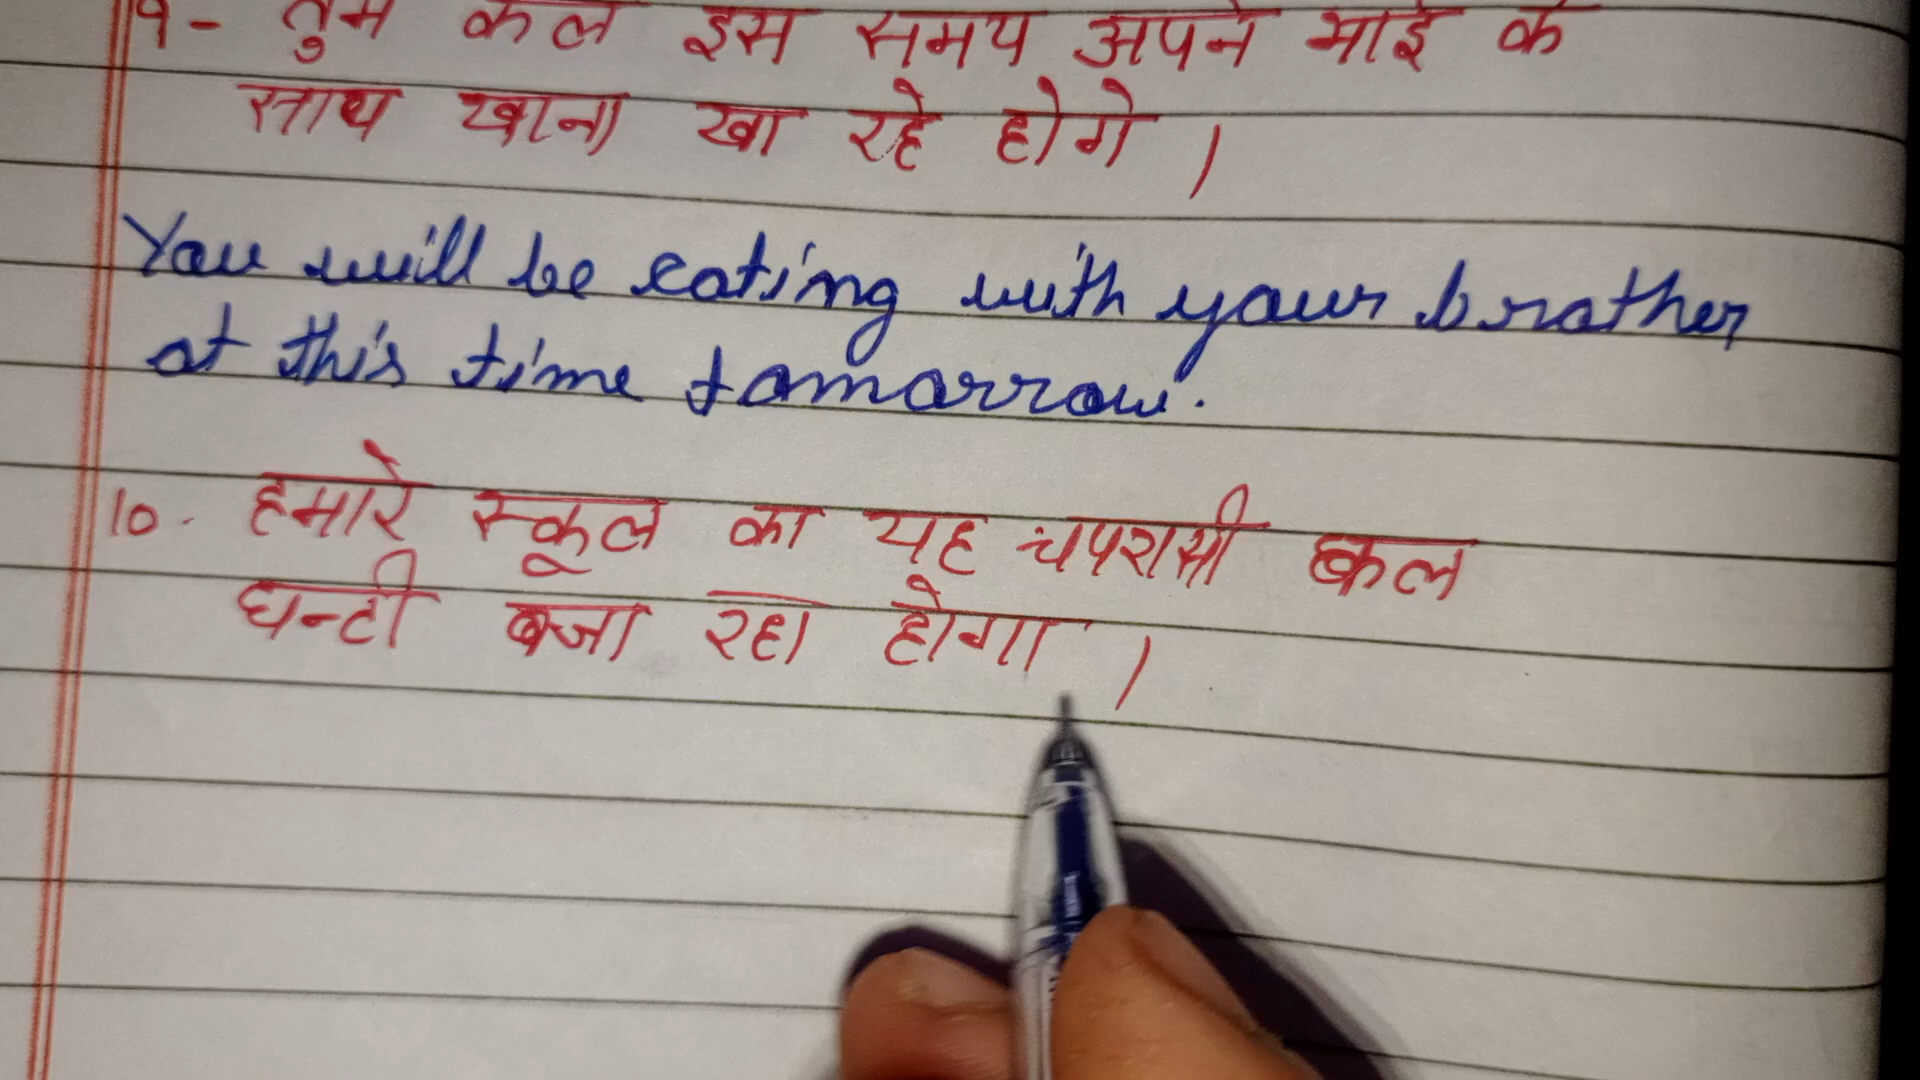 9- तुम कल इस समय अपने भाई के
साथ खाना खा रहे होगे ।
You will be eating with your brother
at this time tomorrow.
10. हमारे स्कूल का यह चपरासी कल
घन्टी बजा रहा होगा ।